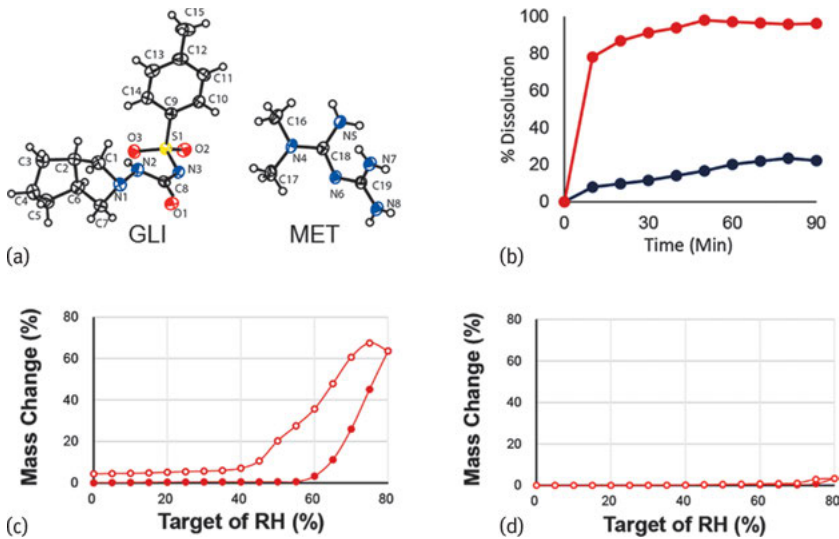 C15
C12
C13
C11
C14
C10
C9
S1
O3
O2
C16
N5
C3
C1
N2
N3
N4
C18
N7
C2
C8
C17
N6
C19
C4
C5
C6
N1
O1
N8
C7
GLI
MET
(a)
% Dissolution
100
80
60
40
20
0
0 30 60 90
Time (Min)
(b)
Mass Change (%)
80
60
40
20
0
0 20 40 60 80
Target of RH (%)
(c)
Mass Change (%)
80
60
40
20
0
0 20 40 60 80
Target of RH (%)
(d)